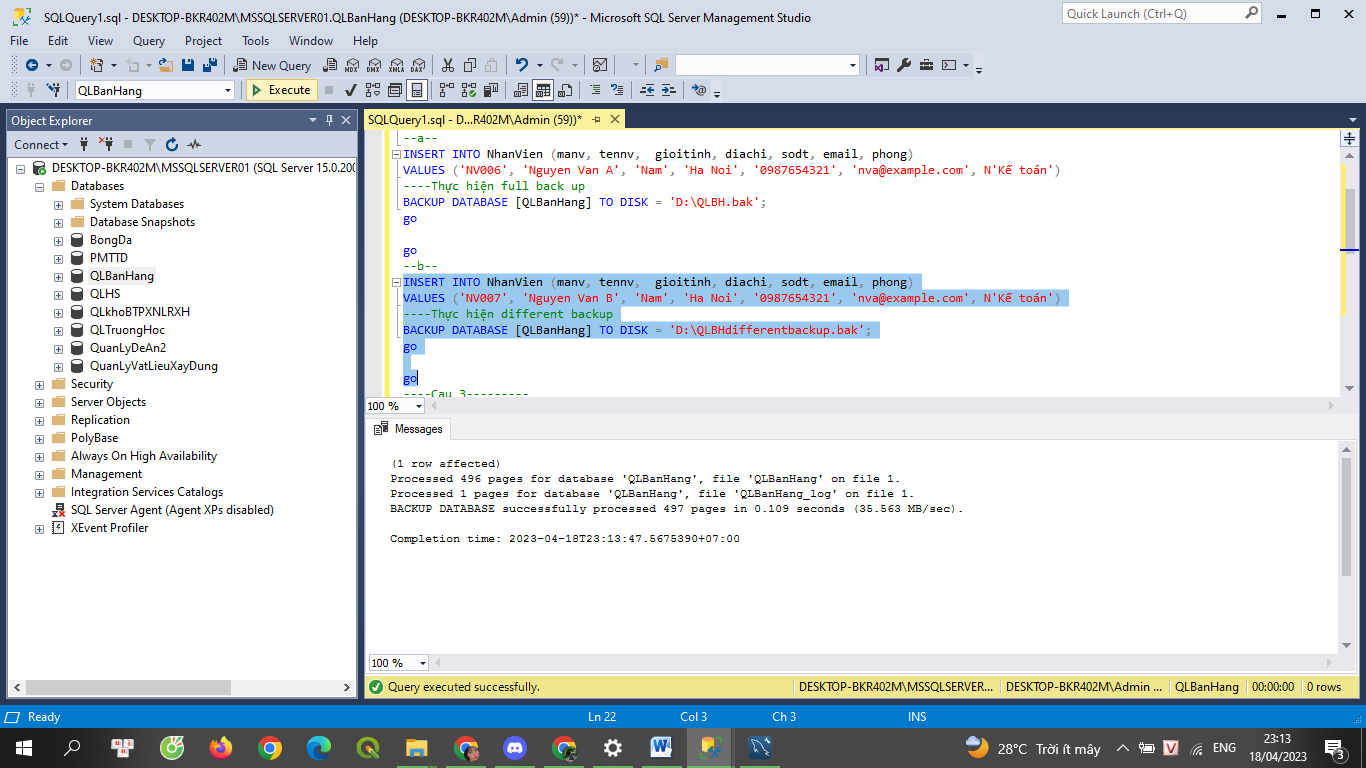 SQLQuery1.sql - DESKTOP-BKR402M\MSSQLSERVER01.QLBanHang (DESKTOP-BKR402M\Admin (59))* - Microsoft SQL Server Management Studio
Quick Launch (Ctrl+Q)
File Edit View Query Project Tools Window Help
New Query MDX DMX XMLA DAX
QLBanHang Execute
Object Explorer
Connect
DESKTOP-BKR402M\MSSQLSERVER01 (SQL Server 15.0.200
Databases
System Databases
Database Snapshots
BongDa
PMTTD
QLBanHang
QLHS
QLkhoBTPXNLRXH
QLTruongHoc
QuanLyDeAn2
QuanLyVatLieuXayDung
Security
Server Objects
Replication
PolyBase
Always On High Availability
Management
Integration Services Catalogs
SQL Server Agent (Agent XPs disabled)
XEvent Profiler
SQLQuery1.sql - D...R402M\Admin (59))*
--a--
INSERT INTO NhanVien (manv, tennv,  gioitinh, diachi, sodt, email, phong)
VALUES ('NV006', 'Nguyen Van A', 'Nam', 'Ha Noi', '0987654321', 'nva@example.com', N'Kế toán')
----Thực hiện full back up
BACKUP DATABASE [QLBanHang] TO DISK = 'D:\QLBH.bak';
go
go
--b--
INSERT INTO NhanVien (manv, tennv,  gioitinh, diachi, sodt, email, phong)
VALUES ('NV007', 'Nguyen Van B', 'Nam', 'Ha Noi', '0987654321', 'nva@example.com', N'Kế toán')
----Thực hiện different backup
BACKUP DATABASE [QLBanHang] TO DISK = 'D:\QLBHdifferentbackup.bak';
go
go
----Cau 3---------
100 %
Messages
(1 row affected)
Processed 496 pages for database 'QLBanHang', file 'QLBanHang' on file 1.
Processed 1 pages for database 'QLBanHang', file 'QLBanHang_log' on file 1.
BACKUP DATABASE successfully processed 497 pages in 0.109 seconds (35.563 MB/sec).
Completion time: 2023-04-18T23:13:47.5675390+07:00
100 %
Query executed successfully. DESKTOP-BKR402M\MSSQLSERVER... DESKTOP-BKR402M\Admin ... QLBanHang 00:00:00 0 rows
Ready Ln 22 Col 3 Ch 3 INS
28°C Trời ít mây V ENG 23:13
18/04/2023 3